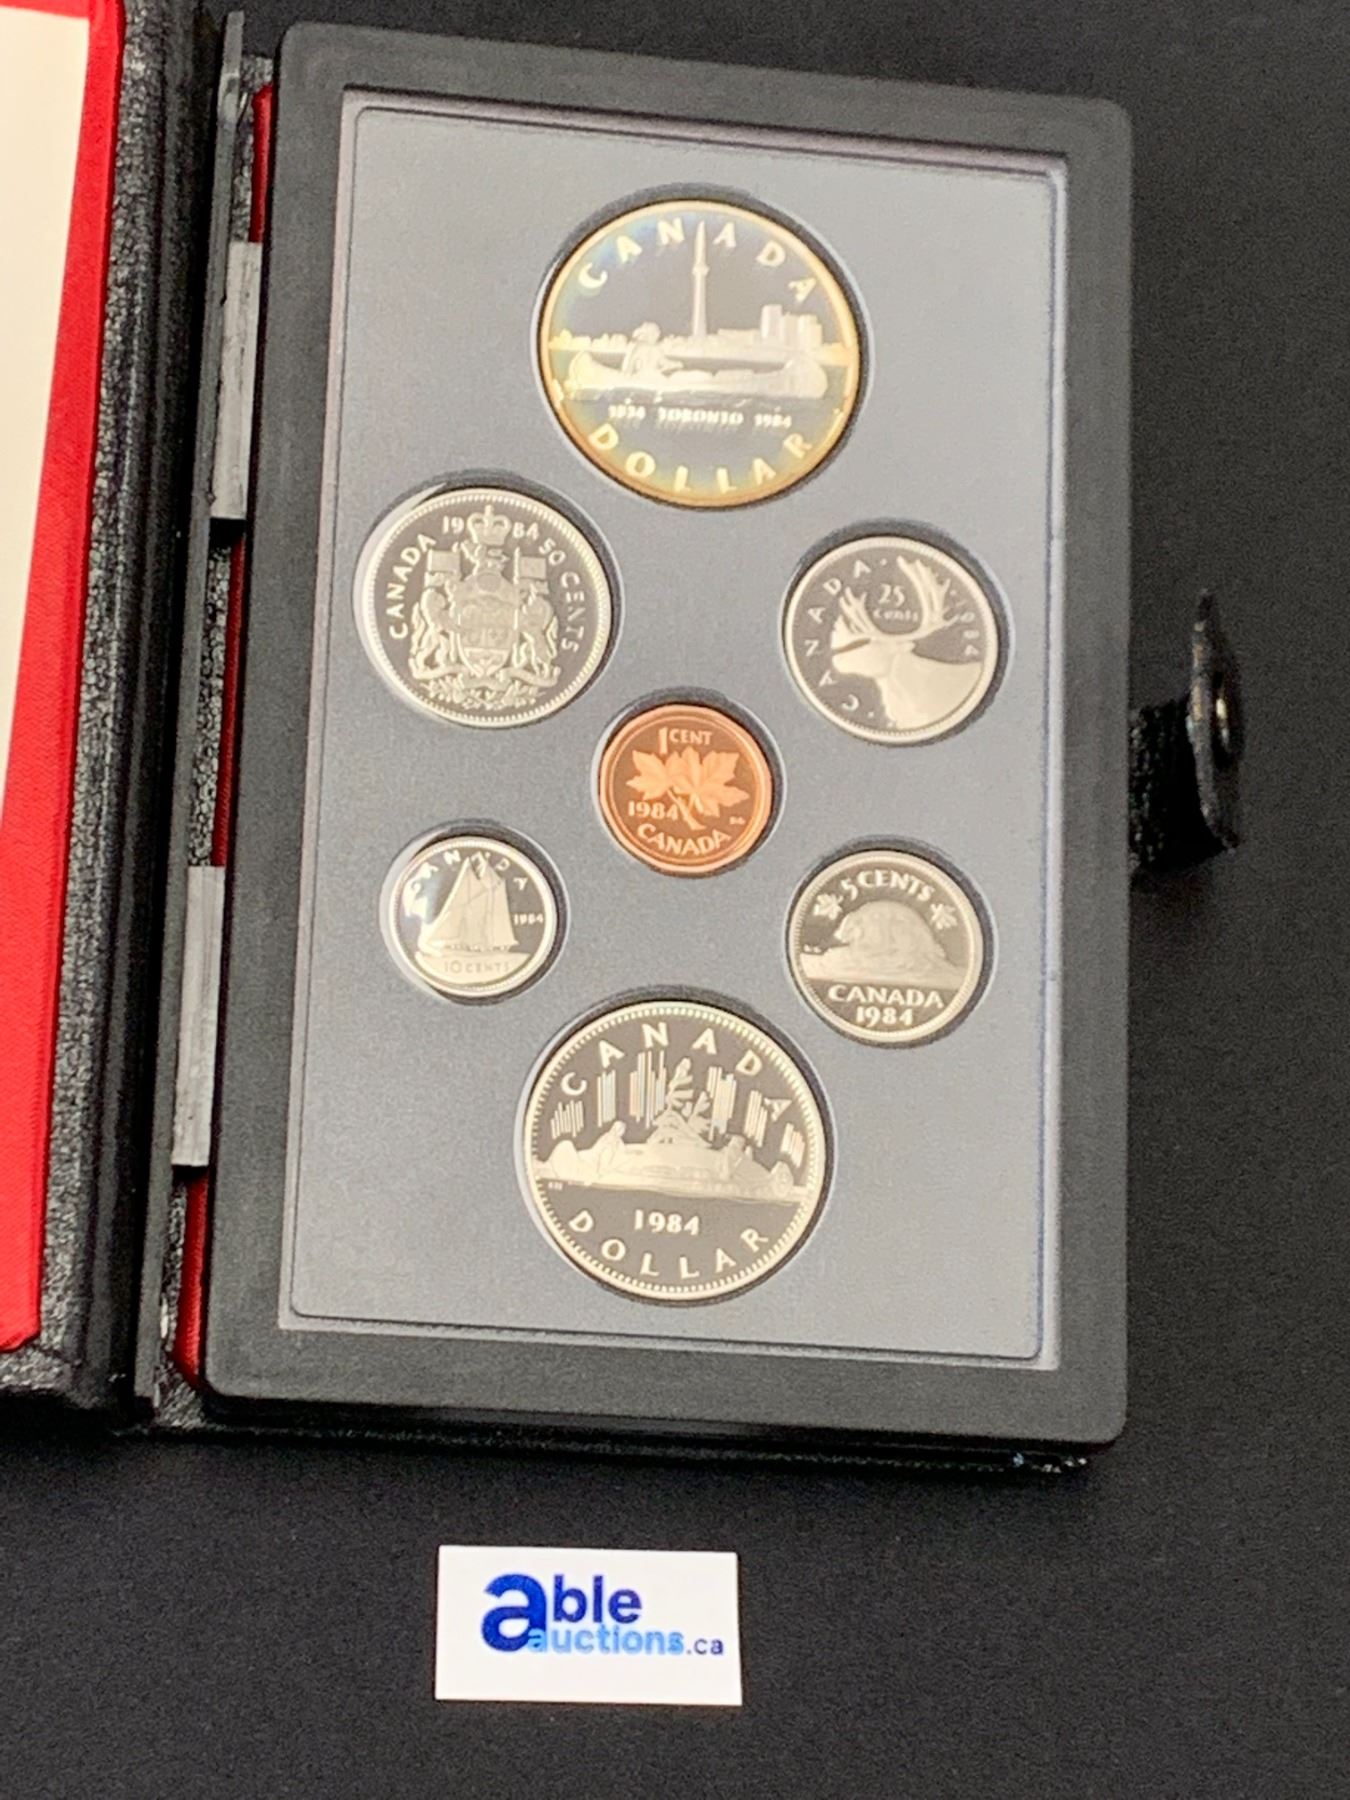 CANADA
1834 TORONTO 1984
DOLLAR
CANADA 1984 50 CENTS
CANADA 25 cents 1984
1 CENT
1984
CANADA
CANADA
1984
10 CENTS
5 CENTS
CANADA
1984
CANADA
1984
DOLLAR
able
auctions.ca